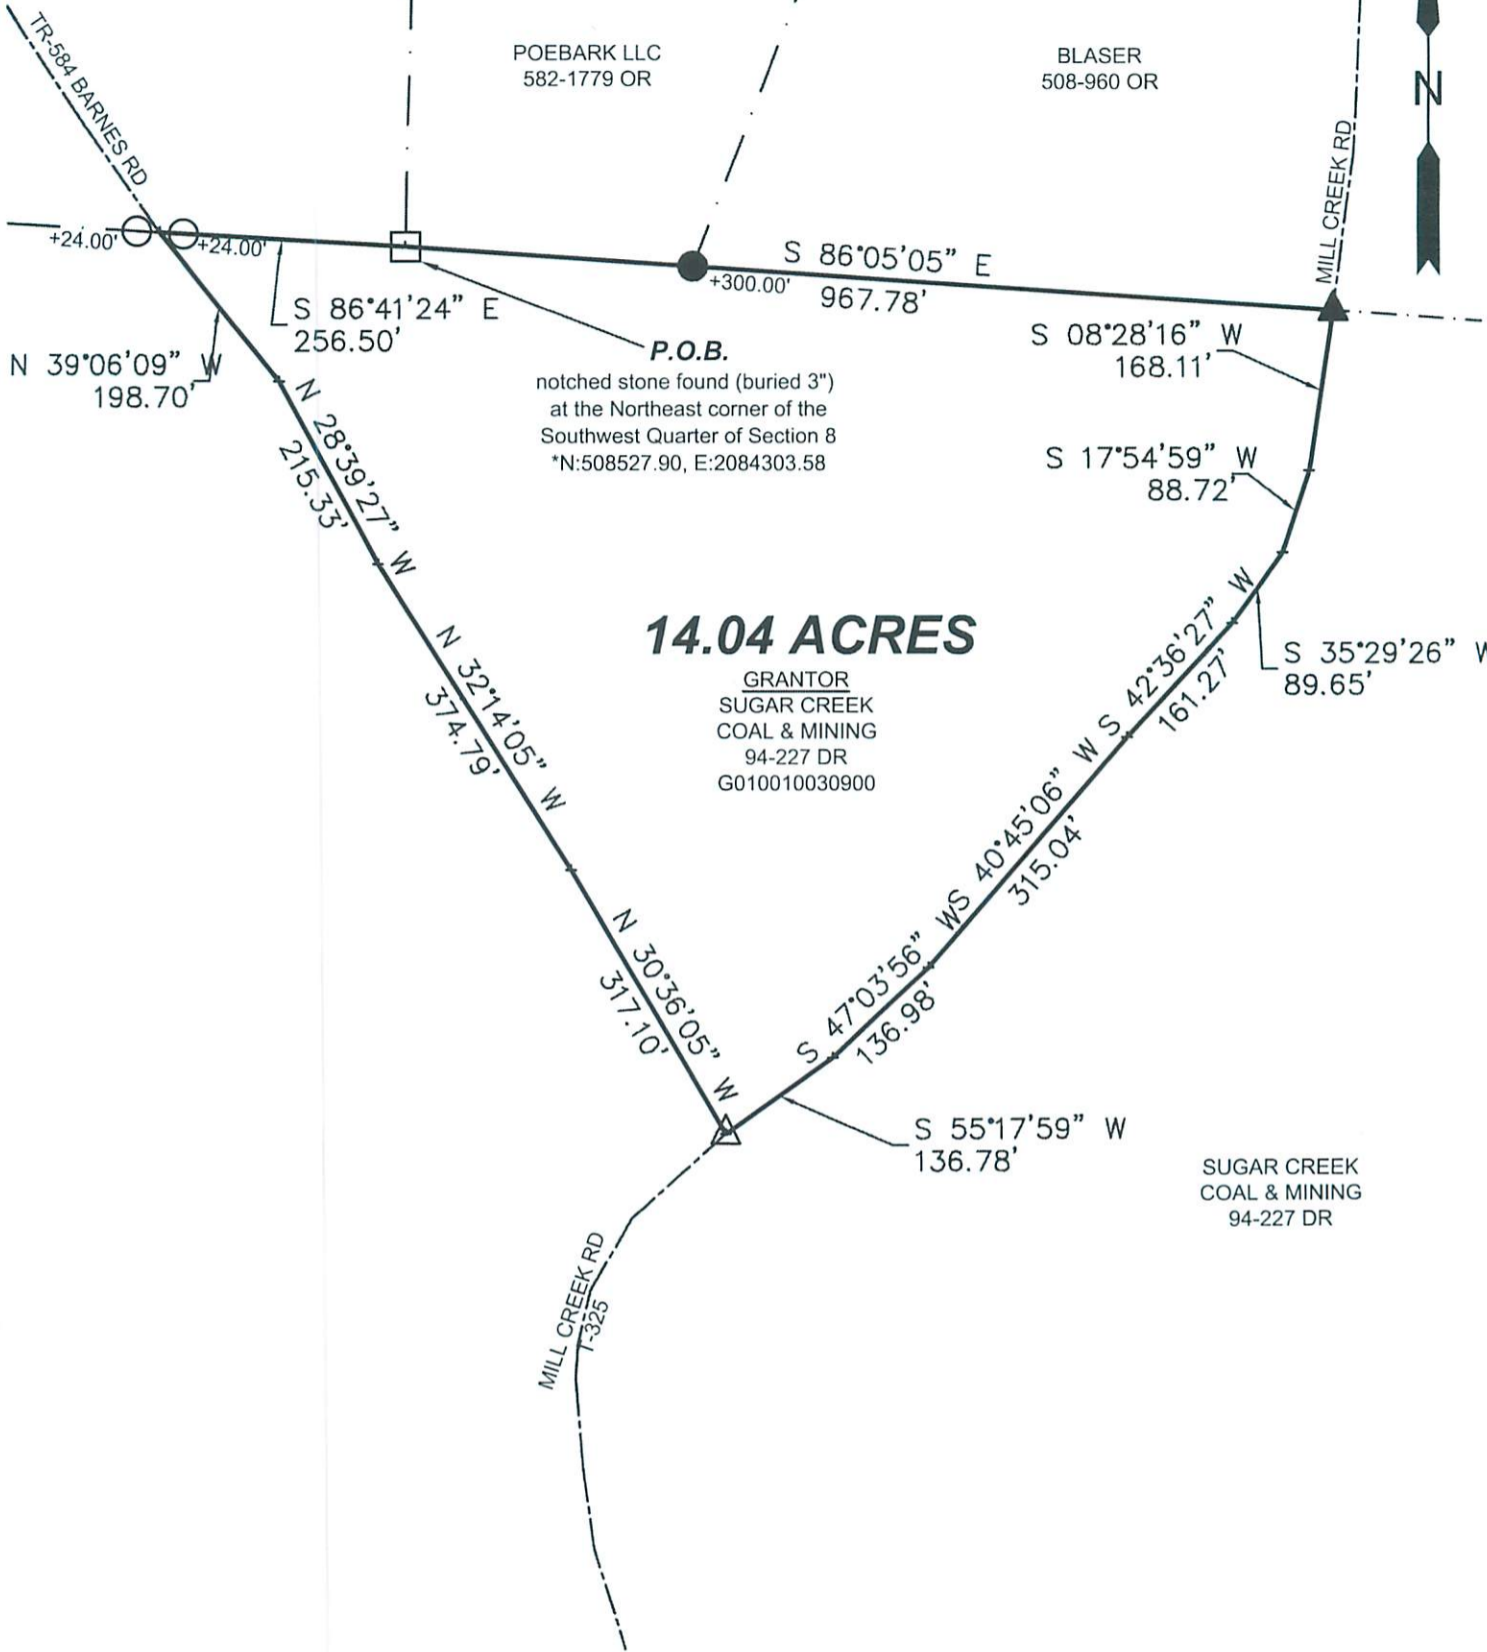 TR-584 BARNES RD
POEBARK LLC
582-1779 OR
BLASER
508-960 OR
N
MILL CREEK RD
+24.00'
+24.00'
S 86°05'05” E
967.78'
+300.00'
S 86°41'24” E
256.50'
N 39°06'09” W
198.70'
P.O.B.
notched stone found (buried 3")
at the Northeast corner of the
Southwest Quarter of Section 8
*N:508527.90, E:2084303.58
S 08°28'16” W
168.11'
S 17°54'59” W
88.72'
N 28°39'27” W
215.33'
S 35°29'26” W
89.65'
14.04 ACRES
GRANTOR
SUGAR CREEK
COAL & MINING
94-227 DR
G010010030900
S 42°36'27” W
161.27'
N 32°14'05” W
374.79'
S 40°45'06” W
315.04'
N 30°36'05” W
317.10'
S 47°03'56” W
136.98'
S 55°17'59” W
136.78'
SUGAR CREEK
COAL & MINING
94-227 DR
MILL CREEK RD
T-325